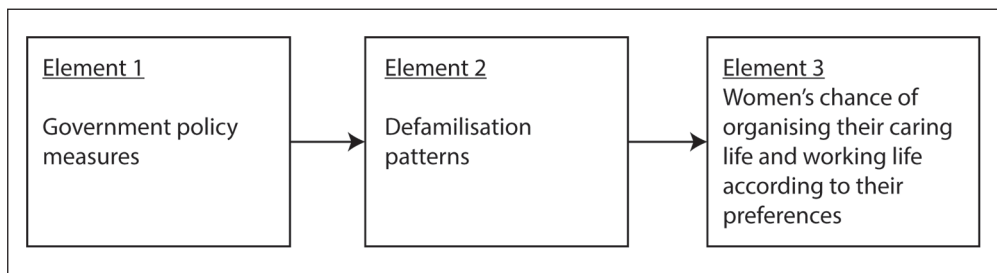 Element 1
Government policy
measures
Element 2
Defamilisation
patterns
Element 3
Women’s chance of
organising their caring
life and working life
according to their
preferences